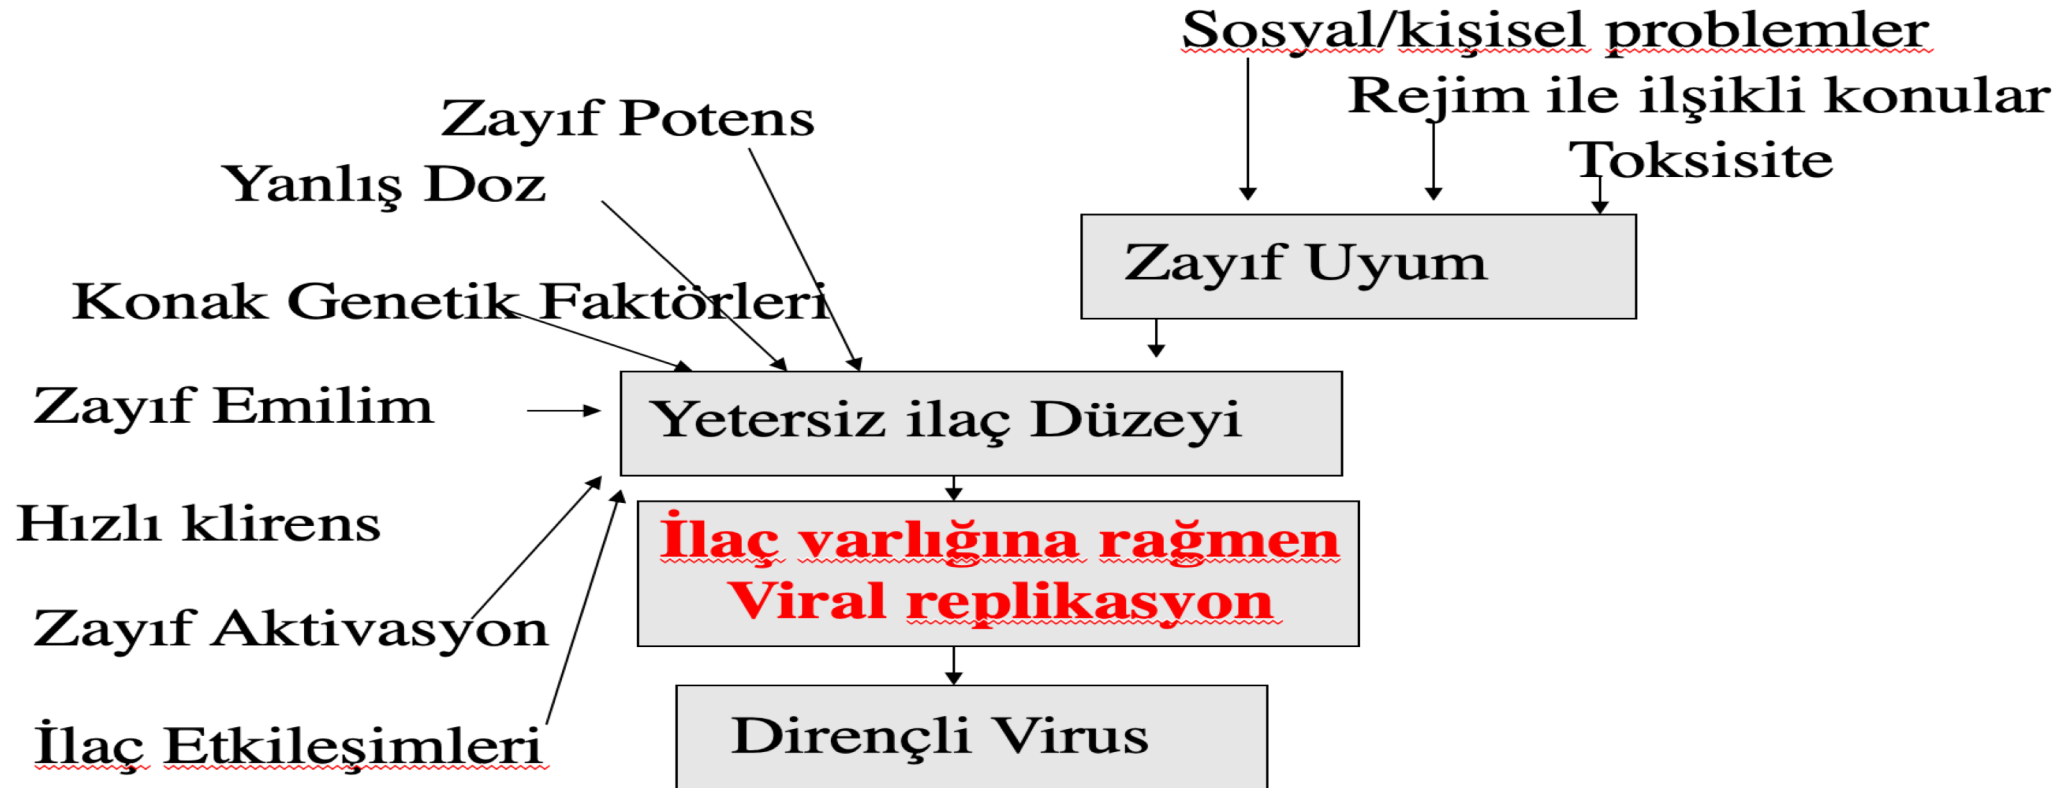 Sosyal/kişisel problemler
Rejim ile ilşikli konular
Toksisite
Zayıf Potens
Yanlış Doz
Zayıf Uyum
Konak Genetik Faktörleri
Zayıf Emilim
Yetersiz ilaç Düzeyi
Hızlı klirens
İlaç varlığına rağmen
Viral replikasyon
Zayıf Aktivasyon
İlaç Etkileşimleri
Dirençli Virus